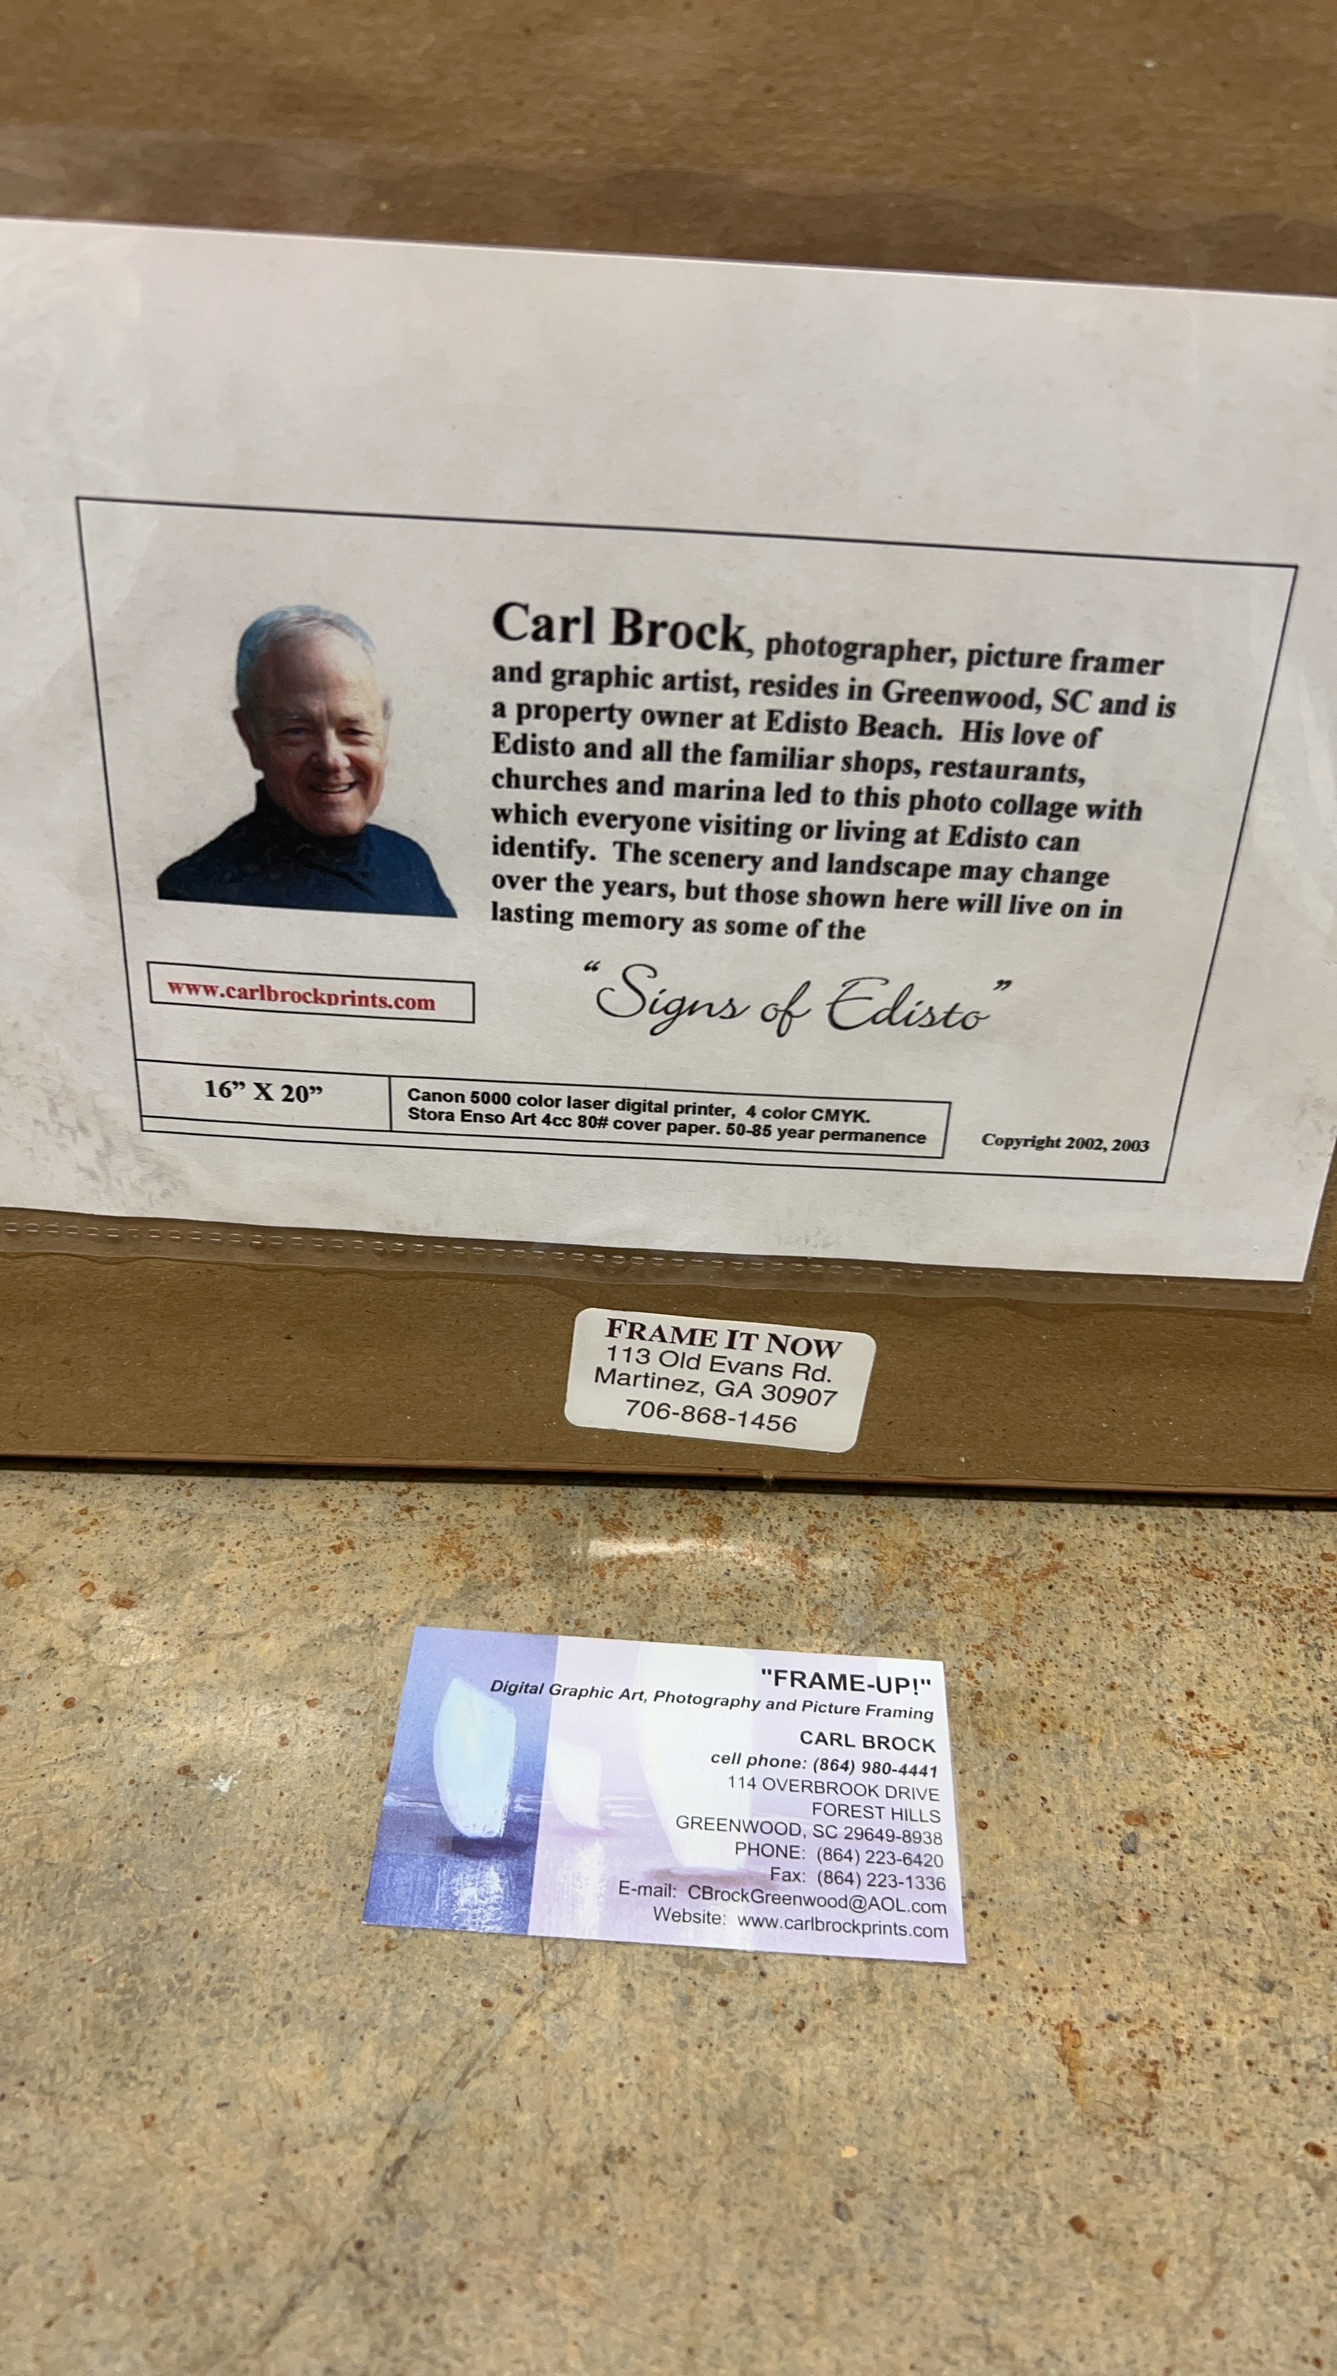 Carl Brock, photographer, picture framer
and graphic artist, resides in Greenwood, SC and is
a property owner at Edisto Beach. His love of
Edisto and all the familiar shops, restaurants,
churches and marina led to this photo collage with
which everyone visiting or living at Edisto can
identify. The scenery and landscape may change
over the years, but those shown here will live on in
lasting memory as some of the
“Signs of Edisto”
www.carlbrockprints.com
16” X 20”
Canon 5000 color laser digital printer, 4 color CMYK.
Stora Enso Art 4cc 80# cover paper. 50-85 year permanence
Copyright 2002, 2003
FRAME IT NOW
113 Old Evans Rd.
Martinez, GA 30907
706-868-1456
"FRAME-UP!"
Digital Graphic Art, Photography and Picture Framing
CARL BROCK
cell phone: (864) 980-4441
114 OVERBROOK DRIVE
FOREST HILLS
GREENWOOD, SC 29649-8938
PHONE: (864) 223-6420
Fax: (864) 223-1336
E-mail: CBrockGreenwood@AOL.com
Website: www.carlbrockprints.com